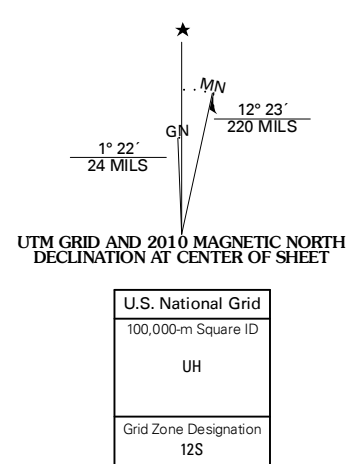 MN
12° 23´
220 MILS
GN
1° 22´
24 MILS
UTM GRID AND 2010 MAGNETIC NORTH
DECLINATION AT CENTER OF SHEET
U.S. National Grid
100,000-m Square ID
UH
Grid Zone Designation
12S